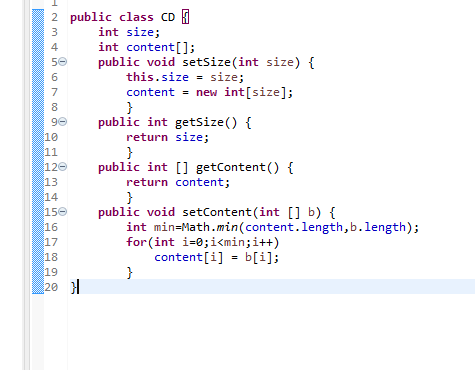 1
2 public class CD {
3 int size;
4 int content[];
5 public void setSize(int size) {
6 this.size = size;
7 content = new int[size];
8 }
9 public int getSize() {
10 return size;
11 }
12 public int [] getContent() {
13 return content;
14 }
15 public void setContent(int [] b) {
16 int min=Math.min(content.length,b.length);
17 for(int i=0;i<min;i++)
18 content[i] = b[i];
19 }
20 }